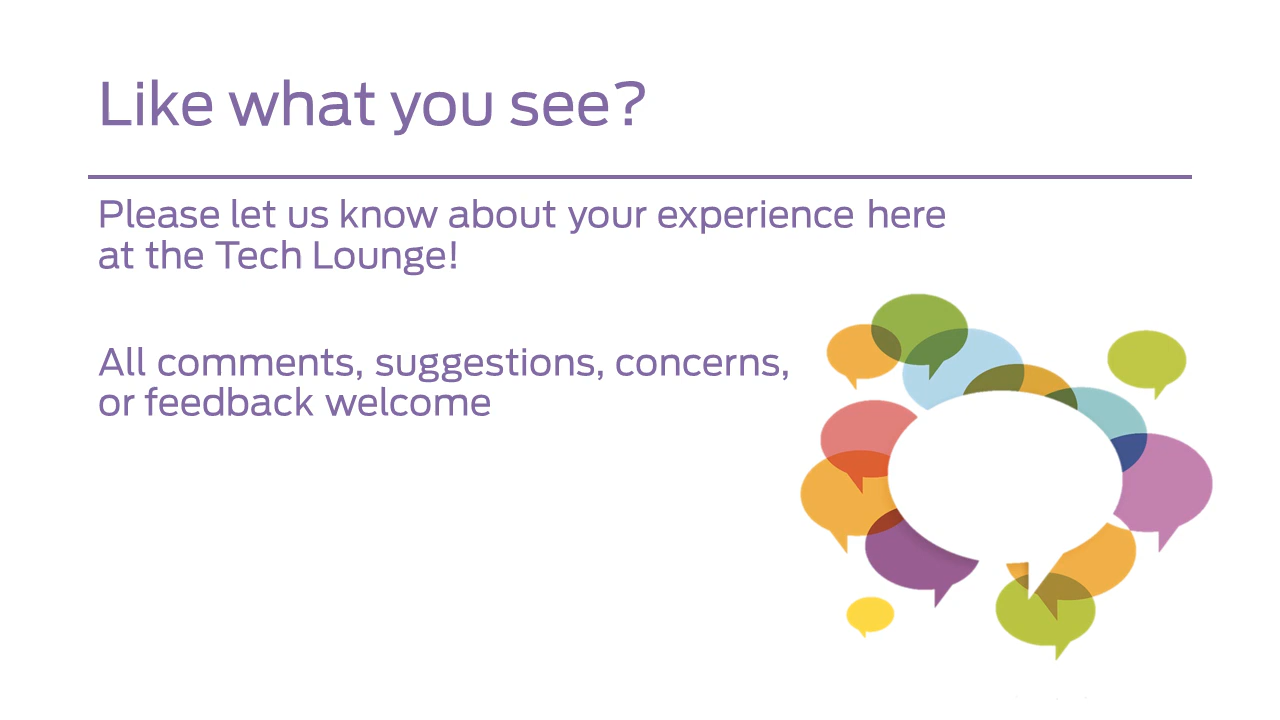 Like what you see?
Please let us know about your experience here
at the Tech Lounge!
All comments, suggestions, concerns,
or feedback welcome